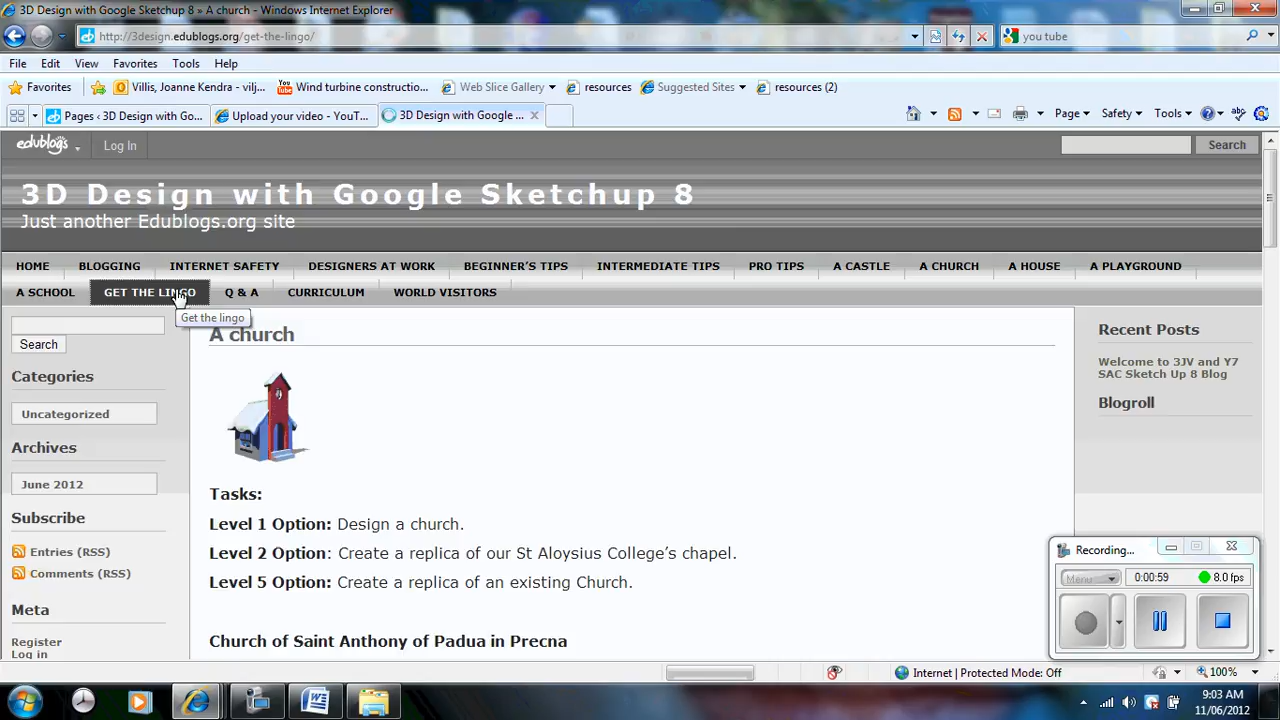 3D Design with Google Sketchup 8 » A church - Windows Internet Explorer
http://3design.edublogs.org/get-the-lingo/
you tube
File Edit View Favorites Tools Help
Favorites Villis, Joanne Kendra - vilj... Wind turbine constructio... Web Slice Gallery resources Suggested Sites resources (2)
Pages ‹ 3D Design with Go... Upload your video - YouT... 3D Design with Google ... Page Safety Tools
edublogs Log In Search
3D Design with Google Sketchup 8
Just another Edublogs.org site
HOME BLOGGING INTERNET SAFETY DESIGNERS AT WORK BEGINNER'S TIPS INTERMEDIATE TIPS PRO TIPS A CASTLE A CHURCH A HOUSE A PLAYGROUND
A SCHOOL GET THE LINGO Q & A CURRICULUM WORLD VISITORS
Get the lingo
Search
Categories
Uncategorized
Archives
June 2012
Subscribe
Entries (RSS)
Comments (RSS)
Meta
Register
Log in
A church
Tasks:
Level 1 Option: Design a church.
Level 2 Option: Create a replica of our St Aloysius College's chapel.
Level 5 Option: Create a replica of an existing Church.
Church of Saint Anthony of Padua in Precna
Recent Posts
Welcome to 3JV and Y7
SAC Sketch Up 8 Blog
Blogroll
Recording...
Menu 0:00:59 8.0 fps
Internet | Protected Mode: Off 100%
9:03 AM
11/06/2012